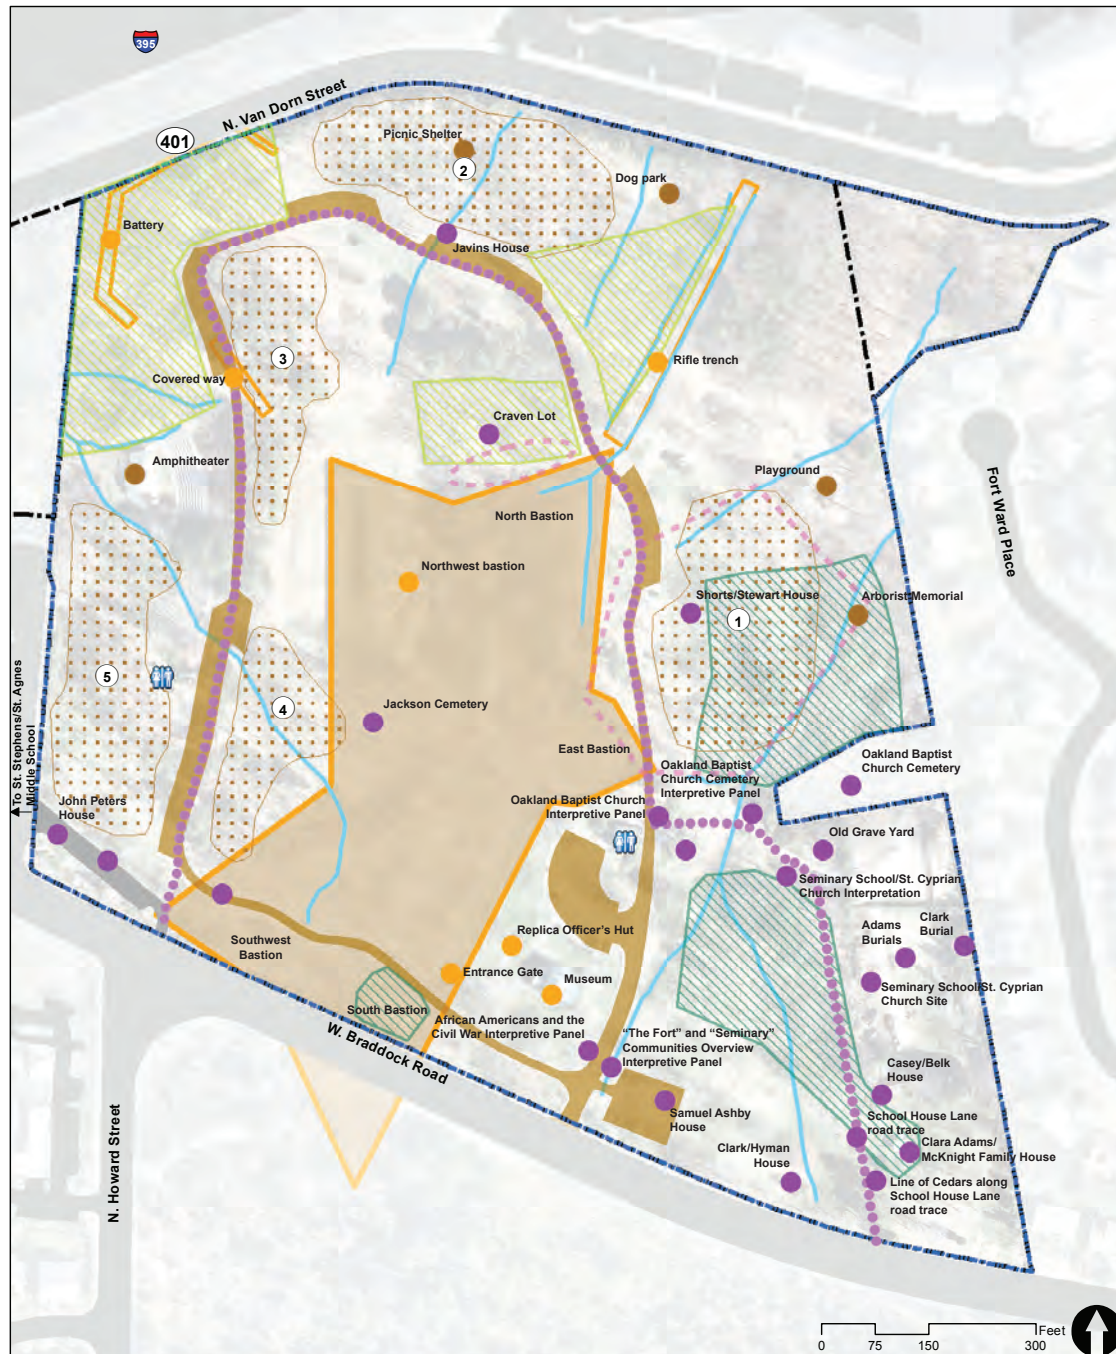 395
N. Van Dorn Street
401
Picnic Shelter
2
Dog park
Battery
Javins House
3
Rifle trench
Covered way
Craven Lot
Amphitheater
Playground
Fort Ward Place
North Bastion
Northwest bastion
Shorts/Stewart House
Arborist Memorial
1
5
4
Jackson Cemetery
To St. Stephens/St. Agnes
Middle School
East Bastion
Oakland Baptist
Church Cemetery
Oakland Baptist
Church Cemetery
Interpretive Panel
John Peters
House
Oakland Baptist Church
Interpretive Panel
Old Grave Yard
Seminary School/St. Cyprian
Church Interpretation
Clark
Burial
Adams
Burials
Replica Officer's Hut
Southwest
Bastion
Entrance Gate
Museum
Seminary School/St. Cyprian
Church Site
South Bastion
African Americans and the
Civil War Interpretive Panel
“The Fort” and “Seminary”
Communities Overview
Interpretive Panel
W. Braddock Road
Casey/Belk
House
Samuel Ashby
House
School House Lane
road trace
Clara Adams/
McKnight Family House
Clark/Hyman
House
Line of Cedars along
School House Lane
road trace
N. Howard Street
Feet
0 75 150 300